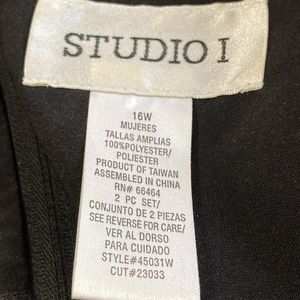 STUDIO I
16W
MUJERES
TALLAS AMPLIAS
100%POLYESTER/
POLIESTER
PRODUCT OF TAIWAN
ASSEMBLED IN CHINA
RN# 66464
2 PC SET/
CONJUNTO DE 2 PIEZAS
SEE REVERSE FOR CARE/
VER AL DORSO
PARA CUIDADO
STYLE#45031W
CUT#23033